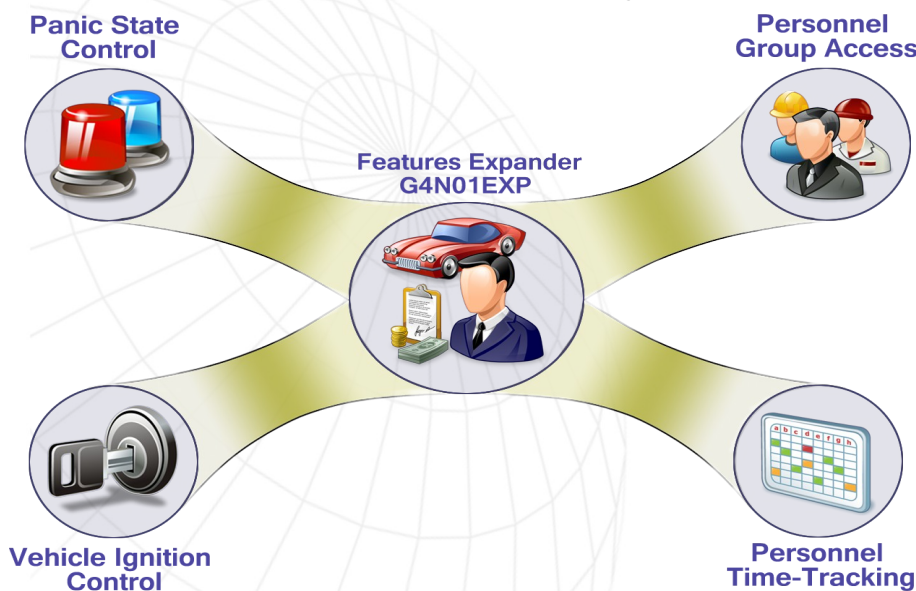 Panic State
Control
Personnel
Group Access
Features Expander
G4N01EXP
a b c d e f g h
Vehicle Ignition
Control
Personnel
Time-Tracking